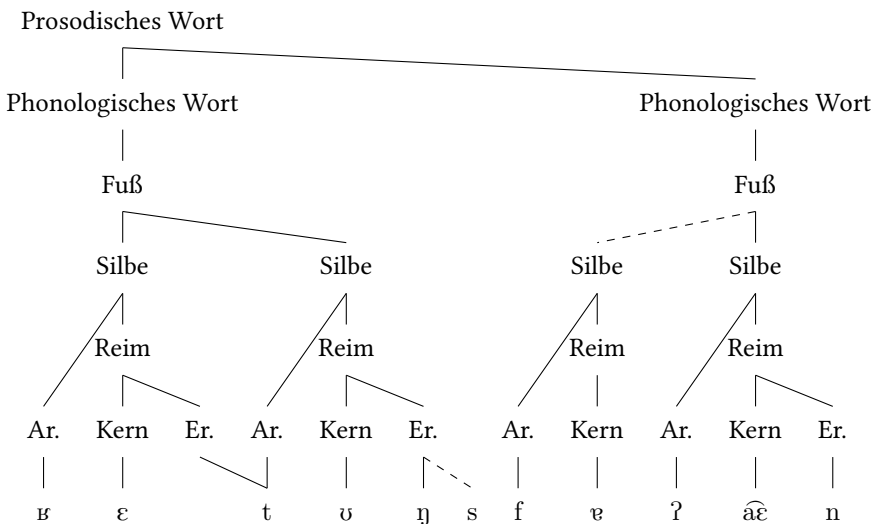 Prosodisches Wort
Phonologisches Wort Phonologisches Wort
Fuß Fuß
Silbe Silbe Silbe Silbe
Reim Reim Reim Reim
Ar. Kern Er. Ar. Kern Er. Ar. Kern Ar. Kern Er.
ʁ ɛ t ʊ ŋ s f ɐ ʔ a͡ɛ n